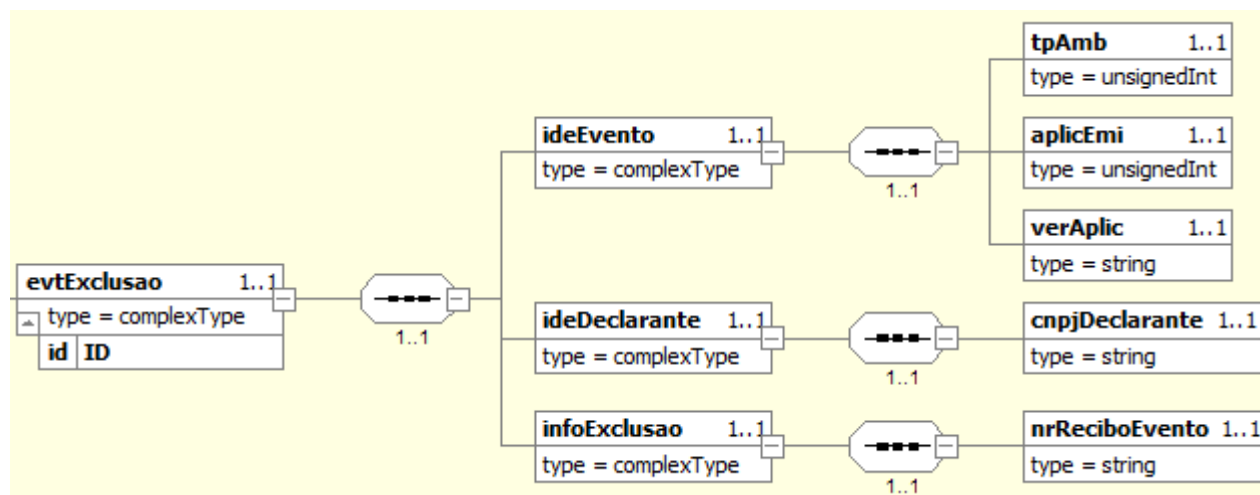 tpAmb 1..1
type = unsignedInt
ideEvento 1..1
type = complexType
1..1
aplicEmi 1..1
type = unsignedInt
verAplic 1..1
type = string
evtExclusao 1..1
type = complexType
id ID
1..1
ideDeclarante 1..1
type = complexType
1..1
cnpjDeclarante 1..1
type = string
infoExclusao 1..1
type = complexType
1..1
nrReciboEvento 1..1
type = string